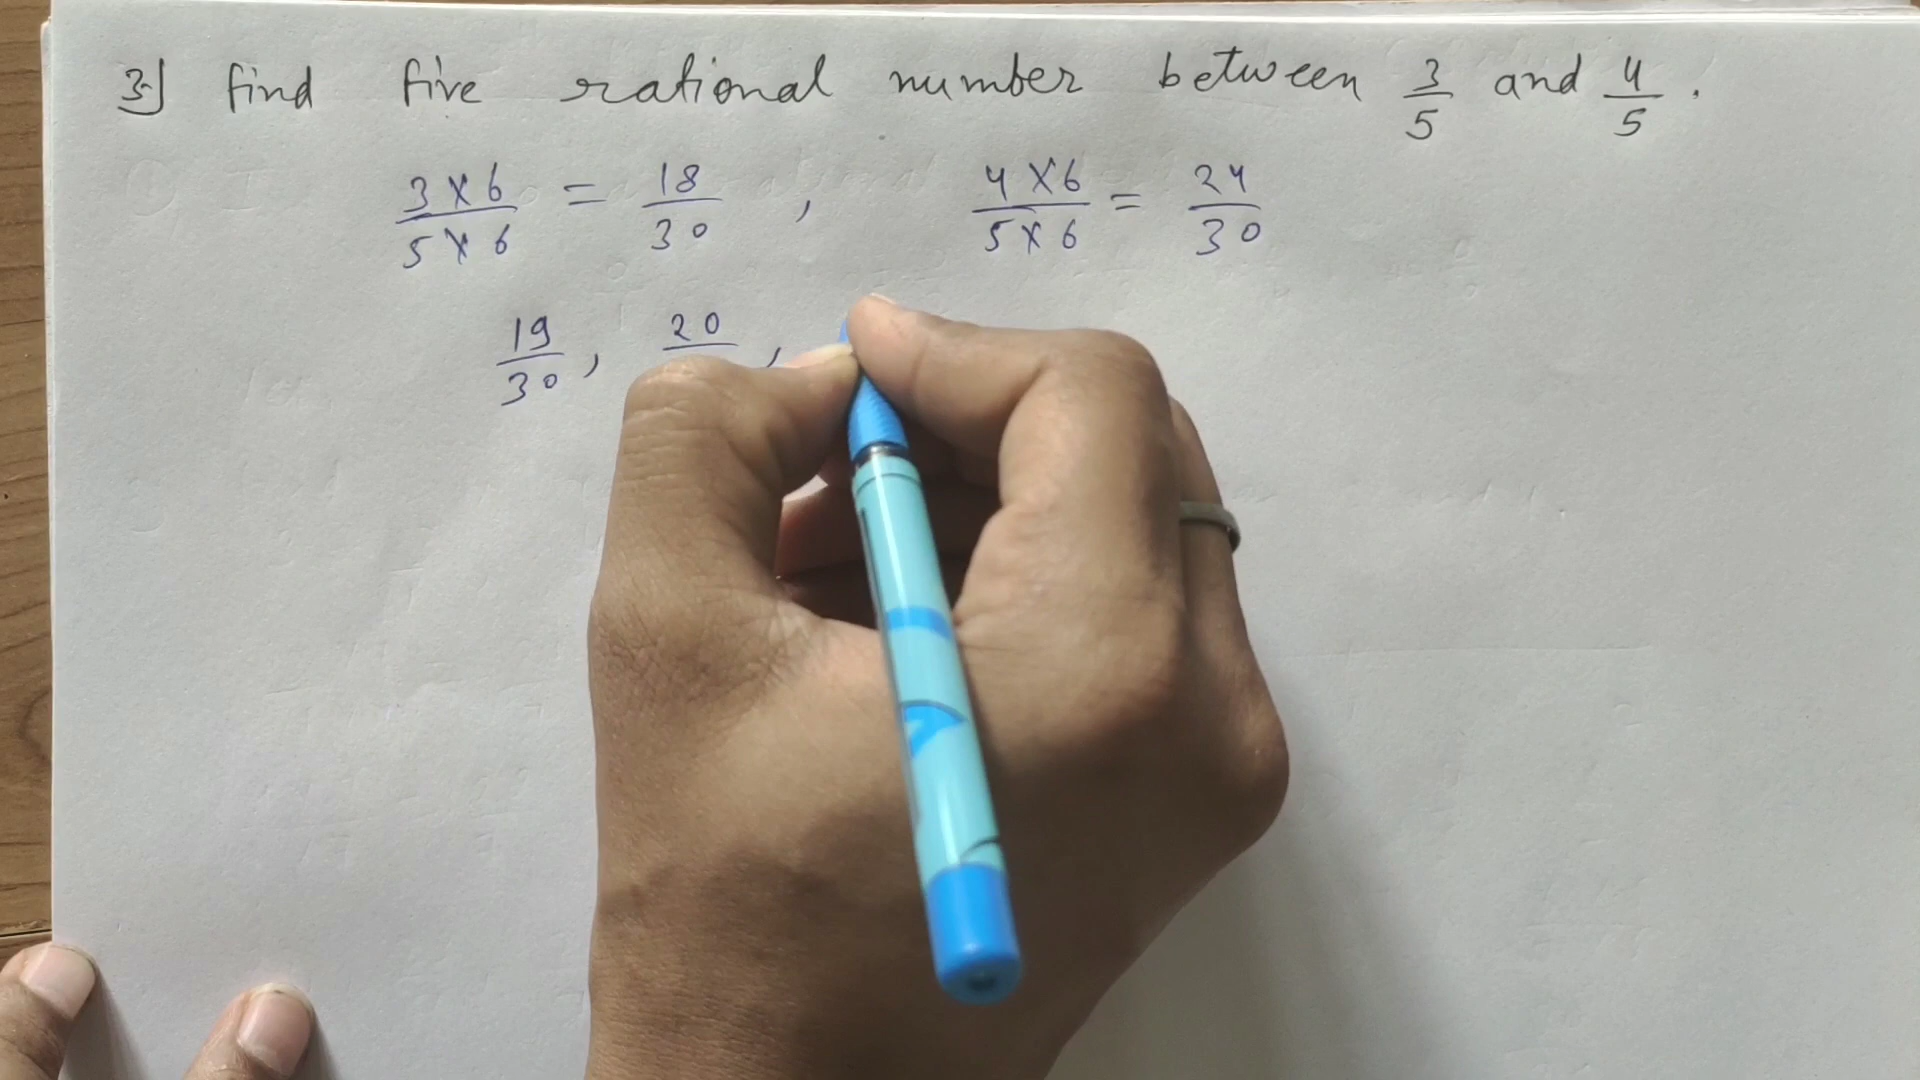 3] find five rational number between 3/5 and 4/5.
3×6/5×6 = 18/30 , 4×6/5×6 = 24/30
19/30 , 20/ ,